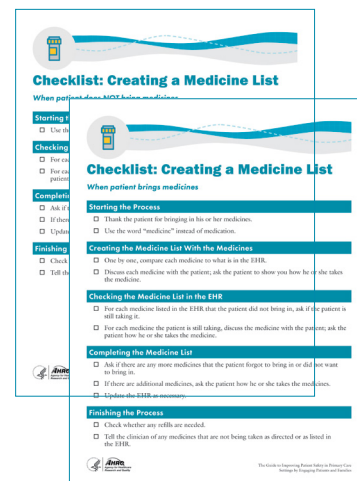 Checklist: Creating a Medicine List
When patient does NOT bring medicines
Starting t
Use th
Checking
For eac
For eac
patient
Completi
Ask if t
If there
Updat
Finishing
Check
Tell the
AHRQ
Checklist: Creating a Medicine List
When patient brings medicines
Starting the Process
Thank the patient for bringing in his or her medicines.
Use the word “medicine” instead of medication.
Creating the Medicine List With the Medicines
One by one, compare each medicine to what is in the EHR.
Discuss each medicine with the patient; ask the patient to show you how he or she takes
the medicine.
Checking the Medicine List in the EHR
For each medicine listed in the EHR that the patient did not bring in, ask if the patient is
still taking it.
For each medicine the patient is still taking, discuss the medicine with the patient; ask the
patient how he or she takes the medicine.
Completing the Medicine List
Ask if there are any more medicines that the patient forgot to bring in or did not want
to bring in.
If there are additional medicines, ask the patient how he or she takes the medicines.
Update the EHR as necessary.
Finishing the Process
Check whether any refills are needed.
Tell the clinician of any medicines that are not being taken as directed or as listed in
the EHR.
AHRQ
Agency for Healthcare
Research and Quality
The Guide to Improving Patient Safety in Primary Care
Settings by Engaging Patients and Families